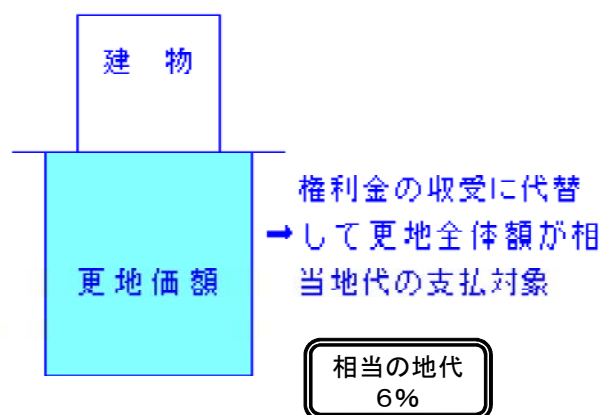 建 物
権利金の収受に代替
➡して更地全体額が相
当地代の支払対象
更地価額
相当の地代
6%